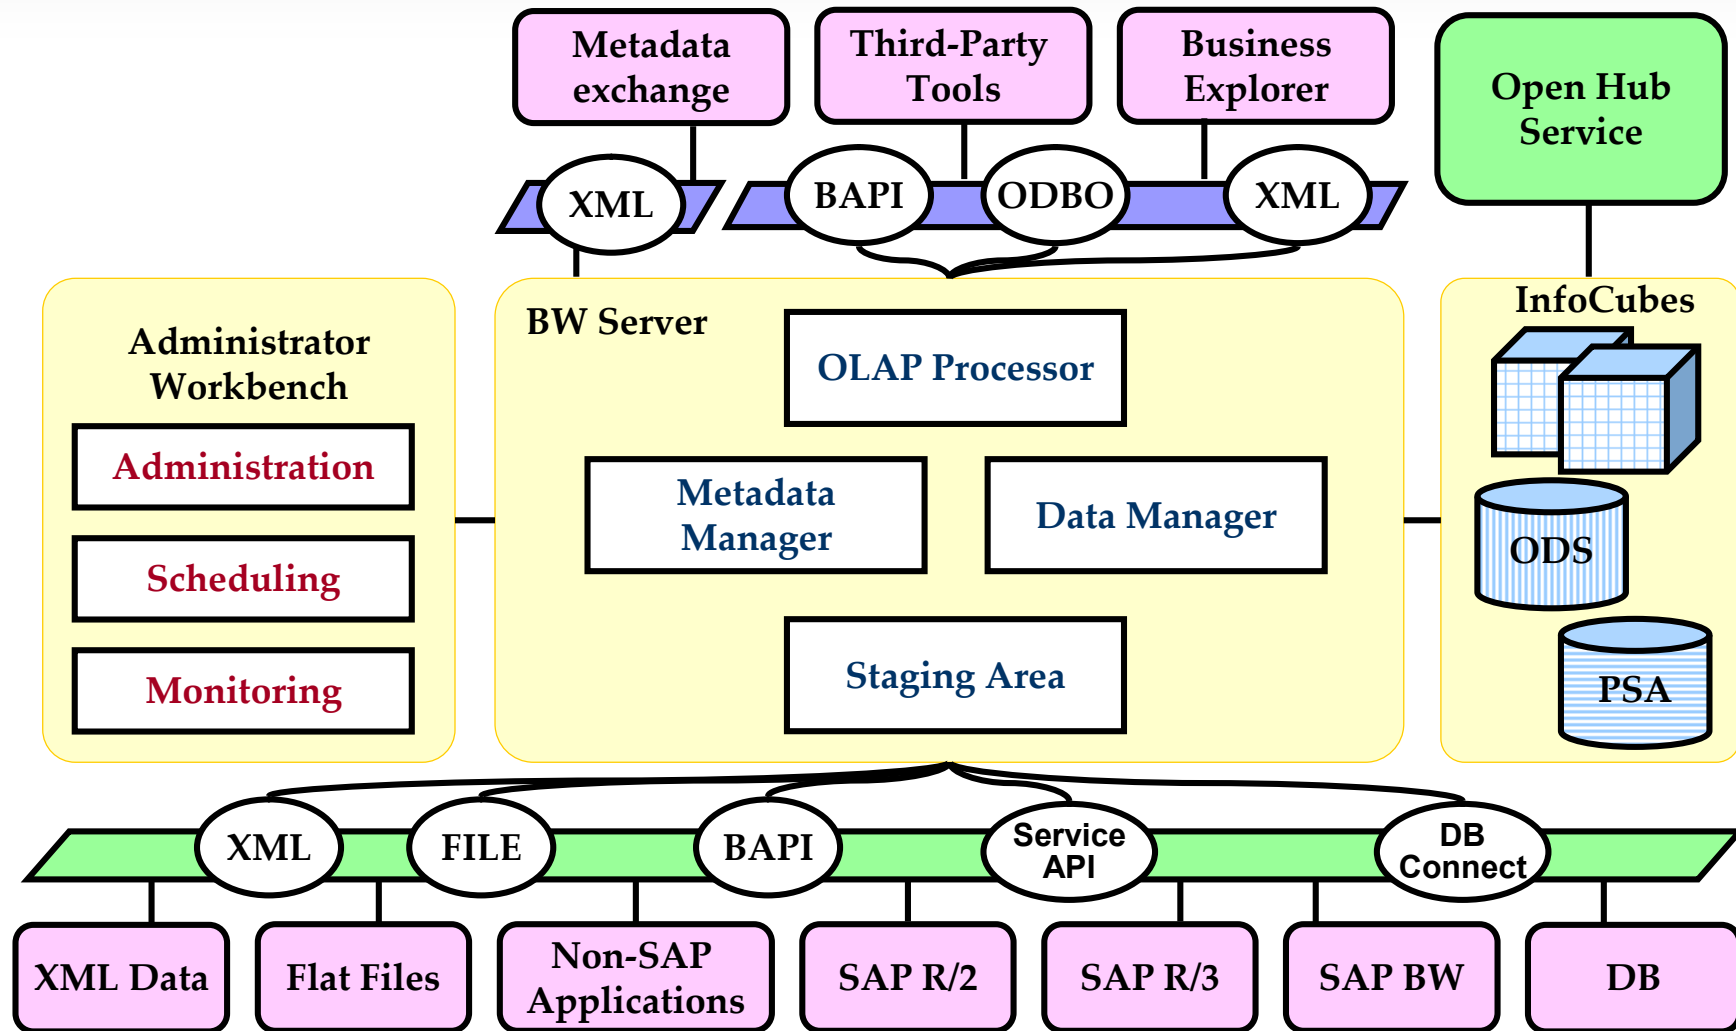 Metadata
exchange
Third-Party
Tools
Business
Explorer
Open Hub
Service
XML
BAPI
ODBO
XML
Administrator
Workbench
Administration
Scheduling
Monitoring
BW Server
OLAP Processor
Metadata
Manager
Data Manager
Staging Area
InfoCubes
ODS
PSA
XML
FILE
BAPI
Service
API
DB
Connect
XML Data
Flat Files
Non-SAP
Applications
SAP R/2
SAP R/3
SAP BW
DB